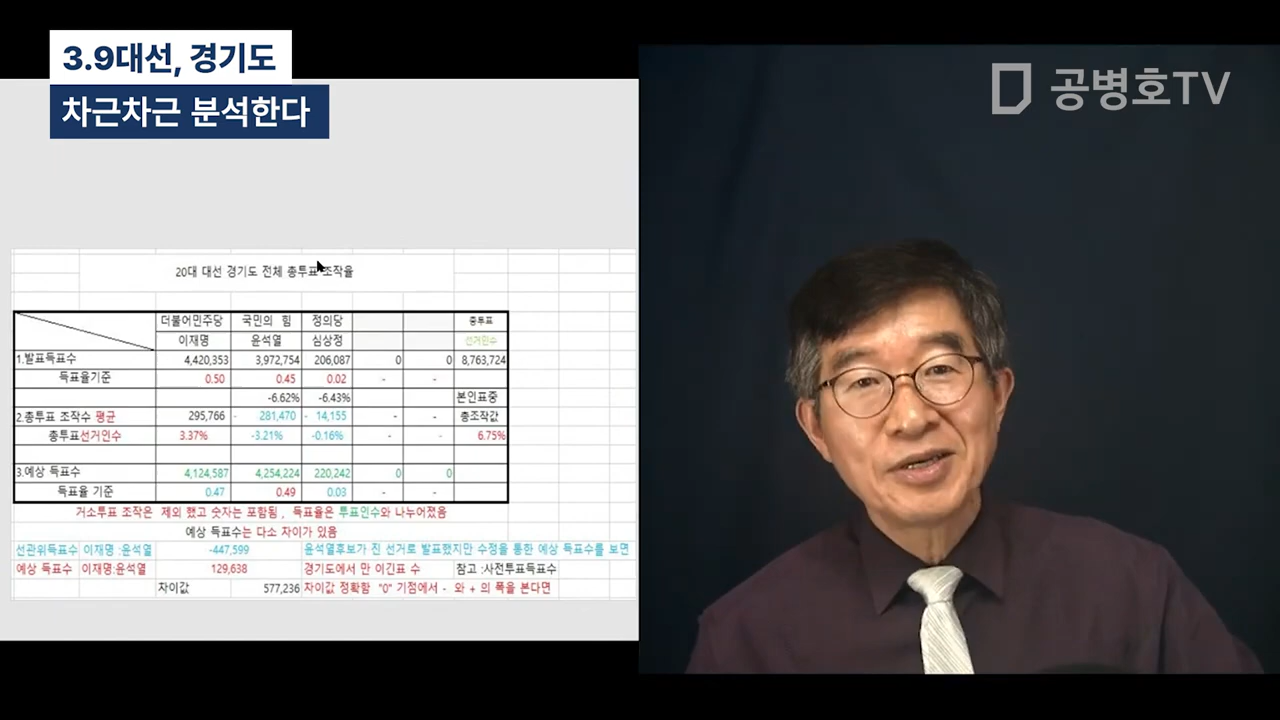 3.9대선, 경기도
차근차근 분석한다
공병호TV
20대 대선 경기도 전체 총투표 조작율
더불어민주당 국민의 힘 정의당 총투표
이재명 윤석열 심상정 선거인수
1.발표득표수 4,420,353 3,972,754 206,087 0 0 8,763,724
득표율기준 0.50 0.45 0.02 - -
-6.62% -6.43% 본인표중
2.총투표 조작수 평균 295,766 - 281,470 - 14,155 - - 총조작값
총투표선거인수 3.37% -3.21% -0.16% - - 6.75%
3.예상 득표수 4,124,587 4,254,224 220,242 0 0
득표율 기준 0.47 0.49 0.03 - -
거소투표 조작은 제외 했고 숫자는 포함됨 , 득표율은 투표인수와 나누어졌음
예상 득표수는 다소 차이가 있음
선관위득표수 이재명 :윤석열 -447,599 윤석열후보가 진 선거로 발표했지만 수정을 통한 예상 득표수를 보면
예상 득표수 이재명:윤석열 129,638 경기도에서 만 이긴표 수 참고 :사전투표득표수
자이값 577,236 자이값 정확함 "0" 기점에서 - 와 + 의 폭을 본다면